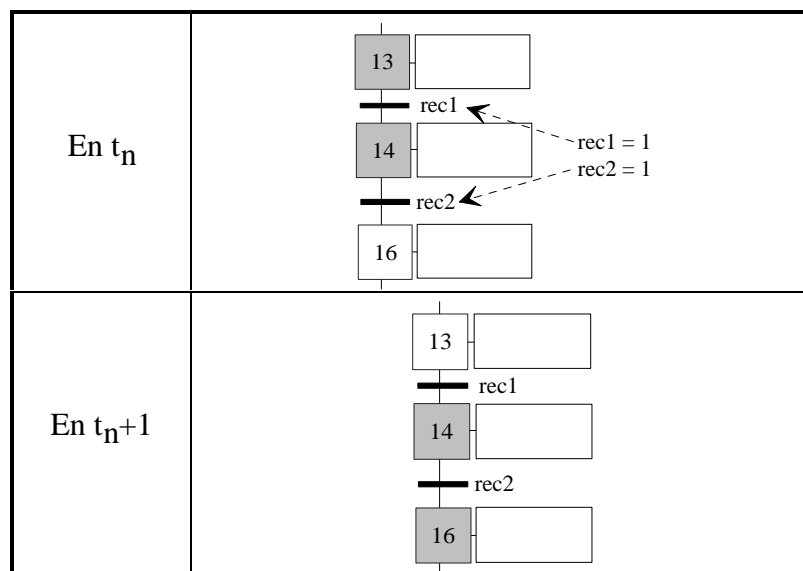 13
rec1
En tn
14
rec1 = 1
rec2 = 1
rec2
16
13
rec1
En tn+1
14
rec2
16